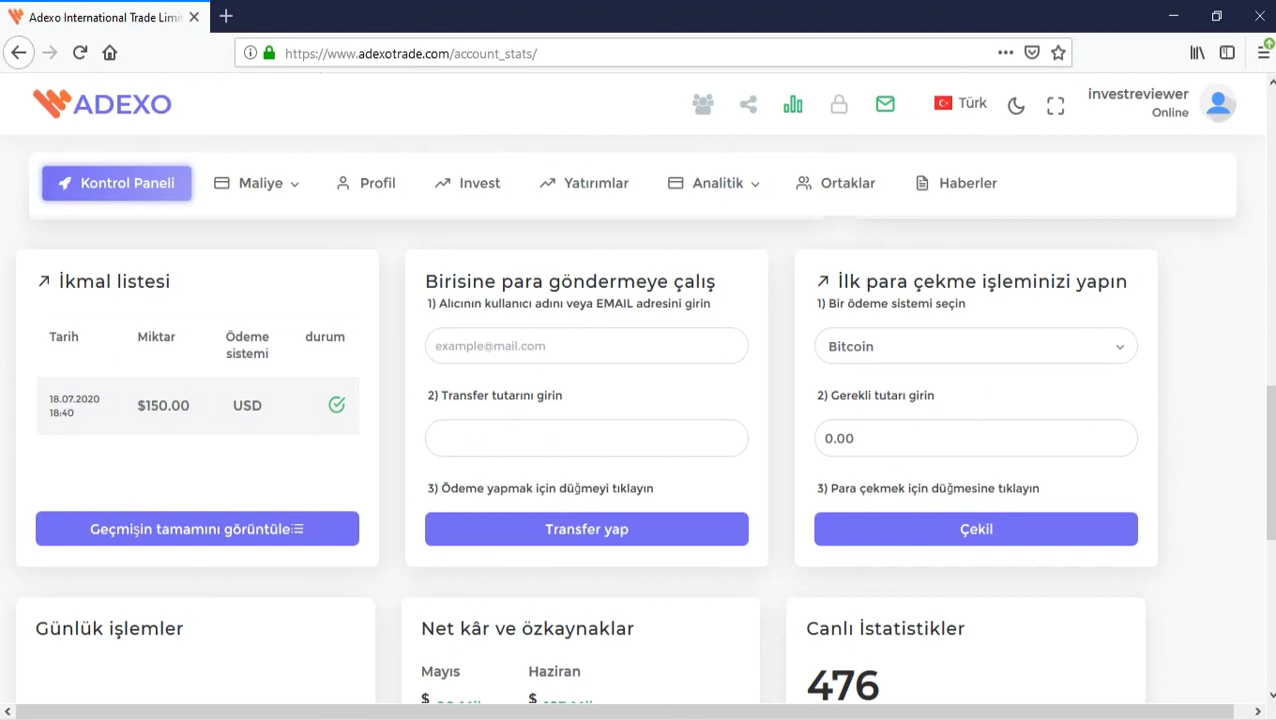 Adexo International Trade Limi
https://www.adexotrade.com/account_stats/
ADEXO
Türk
investreviewer
Online
Kontrol Paneli
Maliye
Profil
Invest
Yatırımlar
Analitik
Ortaklar
Haberler
İkmal listesi
Tarih Miktar Ödeme sistemi durum
18.07.2020 18:40 $150.00 USD
Geçmişin tamamını görüntüle
Birisine para göndermeye çalış
1) Alıcının kullanıcı adını veya EMAIL adresini girin
example@mail.com
2) Transfer tutarını girin
3) Ödeme yapmak için düğmeyi tıklayın
Transfer yap
İlk para çekme işleminizi yapın
1) Bir ödeme sistemi seçin
Bitcoin
2) Gerekli tutarı girin
0.00
3) Para çekmek için düğmesine tıklayın
Çekil
Günlük işlemler
Net kâr ve özkaynaklar
Mayıs Haziran
$ $
Canlı İstatistikler
476